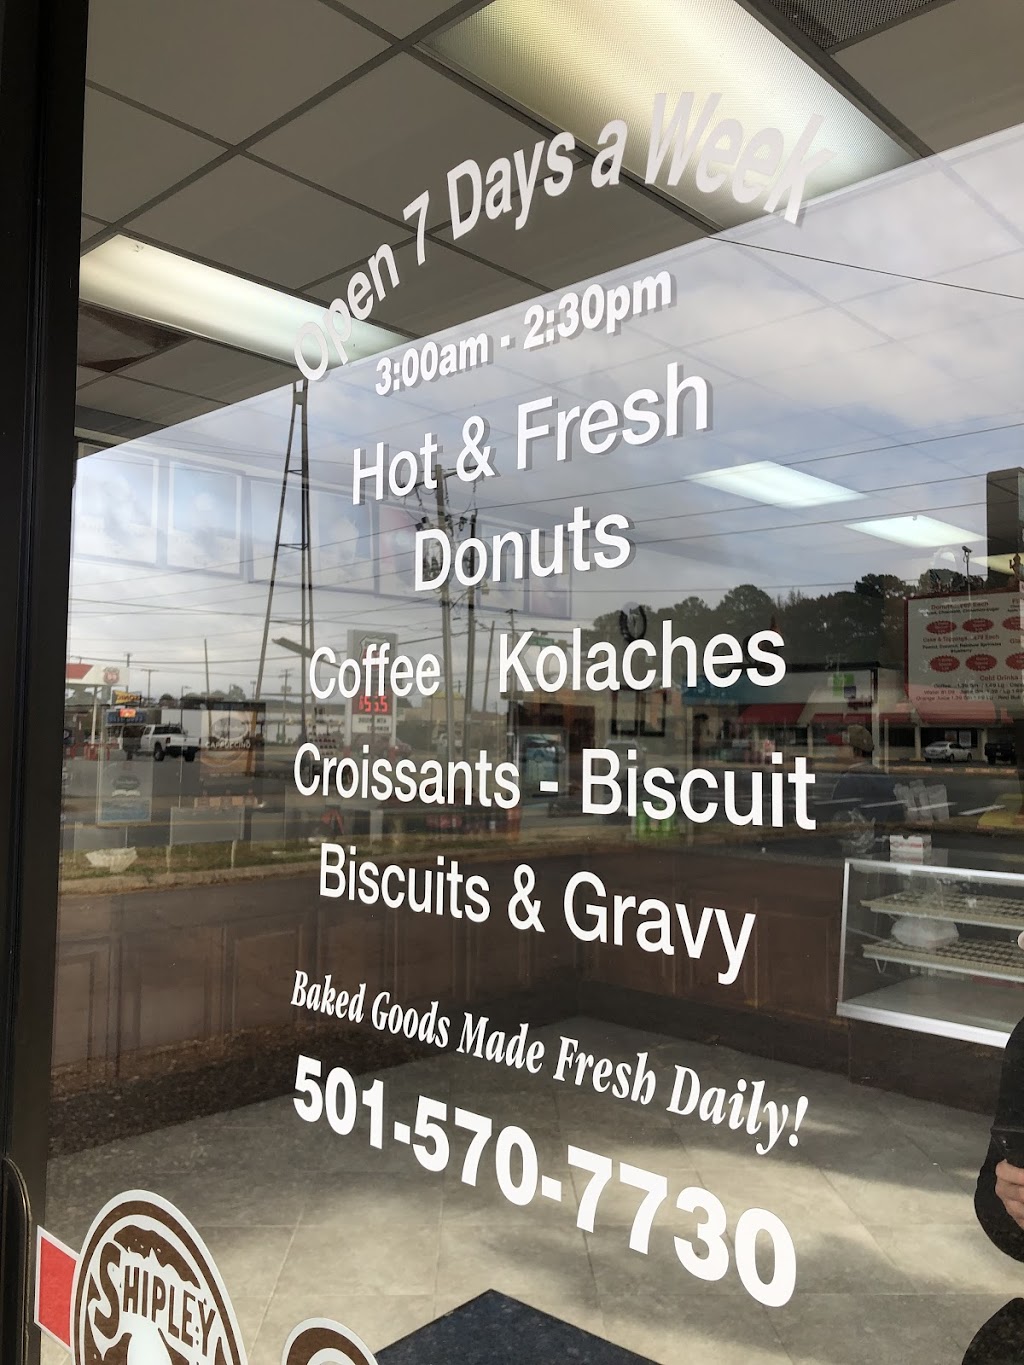 Open 7 Days a Week
3:00am - 2:30pm
Hot & Fresh
Donuts
Coffee Kolaches
Croissants - Biscuit
Biscuits & Gravy
Baked Goods Made Fresh Daily!
501-570-7730
SHIPLEY
CAPPUCCINO